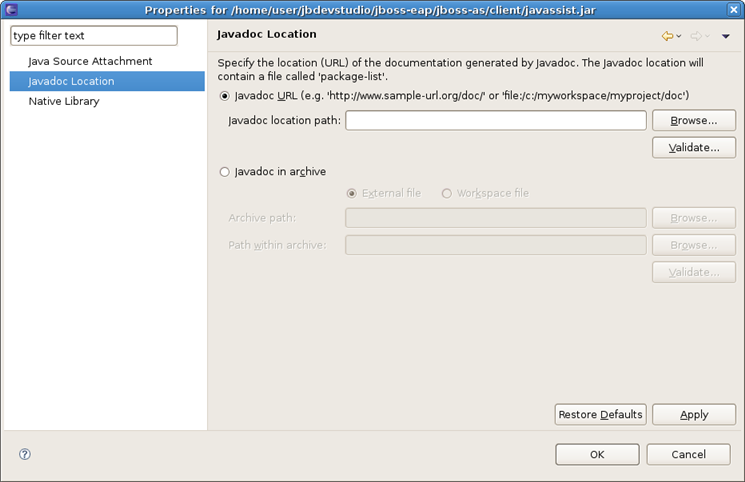 Properties for /home/user/jbdevstudio/jboss-eap/jboss-as/client/javassist.jar
type filter text
Java Source Attachment
Javadoc Location
Native Library
Javadoc Location
Specify the location (URL) of the documentation generated by Javadoc. The Javadoc location will
contain a file called 'package-list'.
Javadoc URL (e.g. 'http://www.sample-url.org/doc/' or 'file:/c:/myworkspace/myproject/doc')
Javadoc location path: Browse...
Validate...
Javadoc in archive
External file Workspace file
Archive path: Browse...
Path within archive: Browse...
Validate...
Restore Defaults Apply
? OK Cancel